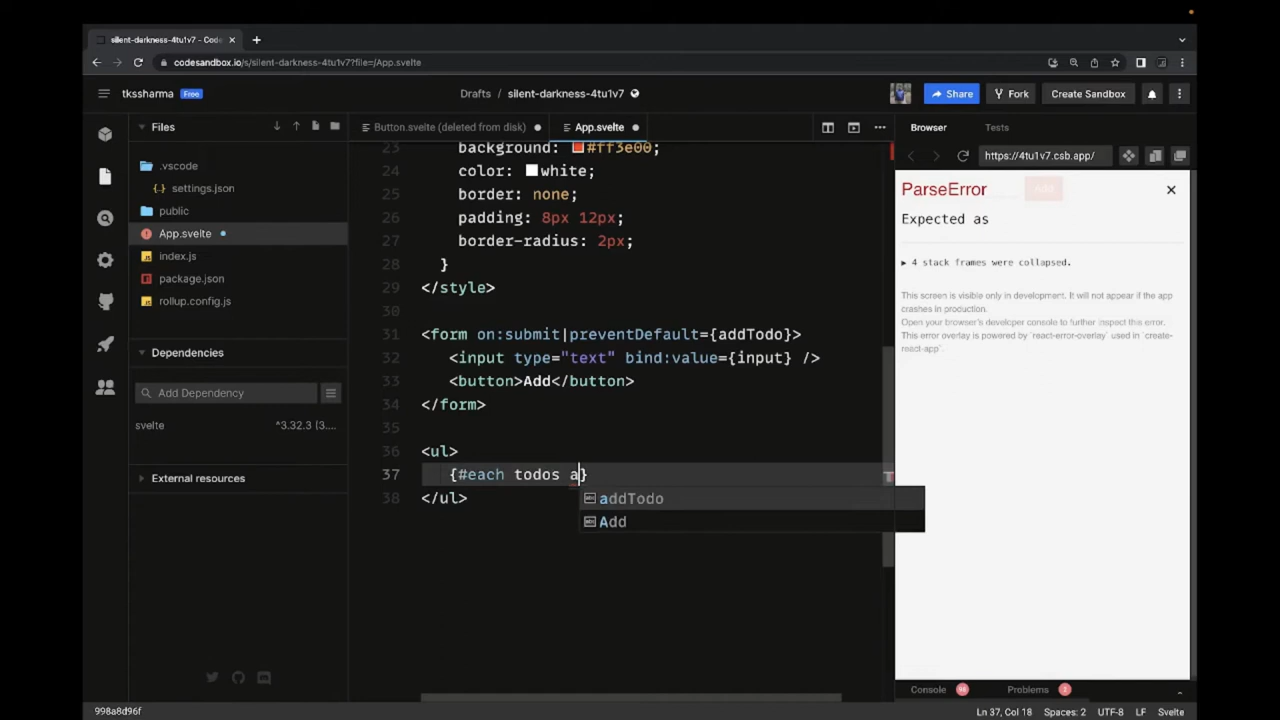 silent-darkness-4tu1v7 - Code
codesandbox.io/s/silent-darkness-4tu1v7?file=/App.svelte
tkssharma Free
Drafts / silent-darkness-4tu1v7
Share
Fork
Create Sandbox
Files
.vscode
settings.json
public
App.svelte
index.js
package.json
rollup.config.js
Dependencies
Add Dependency
svelte ^3.32.3 (3....
External resources
Button.svelte (deleted from disk)
App.svelte
23 background: #ff3e00;
24 color: white;
25 border: none;
26 padding: 8px 12px;
27 border-radius: 2px;
28 }
29 </style>
30
31 <form on:submit|preventDefault={addTodo}>
32 <input type="text" bind:value={input} />
33 <button>Add</button>
34 </form>
35
36 <ul>
37 {#each todos a}
38 </ul>
addTodo
Add
Browser
Tests
https://4tu1v7.csb.app/
ParseError
Add
Expected as
▶ 4 stack frames were collapsed.
This screen is visible only in development. It will not appear if the app
crashes in production.
Open your browser's developer console to further inspect this error.
This error overlay is powered by `react-error-overlay` used in `create-
react-app`.
Console
Problems
998a8d96f
Ln 37, Col 18 Spaces: 2 UTF-8 LF Svelte